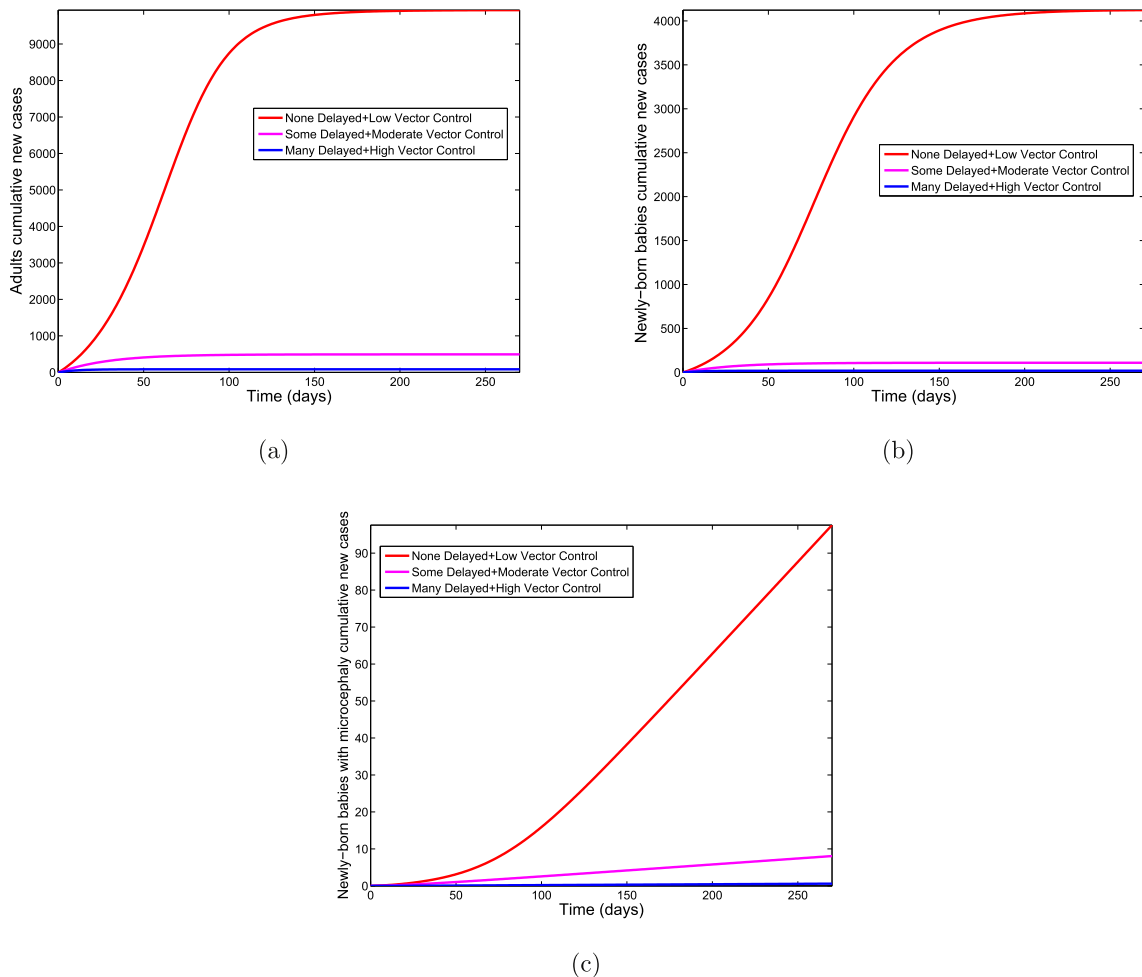 9000
8000
7000
6000
5000
4000
3000
2000
1000
0
Adults cumulative new cases
None Delayed+Low Vector Control
Some Delayed+Moderate Vector Control
Many Delayed+High Vector Control
0 50 100 150 200 250
Time (days)
(a)
4000
3500
3000
2500
2000
1500
1000
500
0
Newly−born babies cumulative new cases
None Delayed+Low Vector Control
Some Delayed+Moderate Vector Control
Many Delayed+High Vector Control
0 50 100 150 200 250
Time (days)
(b)
90
80
70
60
50
40
30
20
10
0
Newly−born babies with microcephaly cumulative new cases
None Delayed+Low Vector Control
Some Delayed+Moderate Vector Control
Many Delayed+High Vector Control
0 50 100 150 200 250
Time (days)
(c)